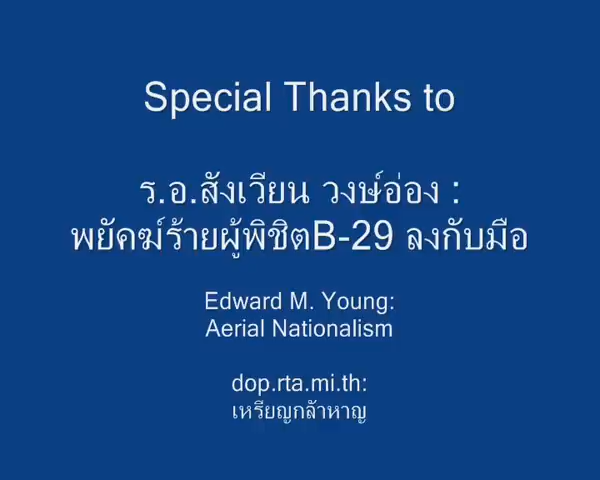 Special Thanks to
ร.อ.สังเวียน วงษ์อ่อง :
พยัคฆ์ร้ายผู้พิชิตB-29 ลงกับมือ
Edward M. Young:
Aerial Nationalism
dop.rta.mi.th:
เหรียญกล้าหาญ